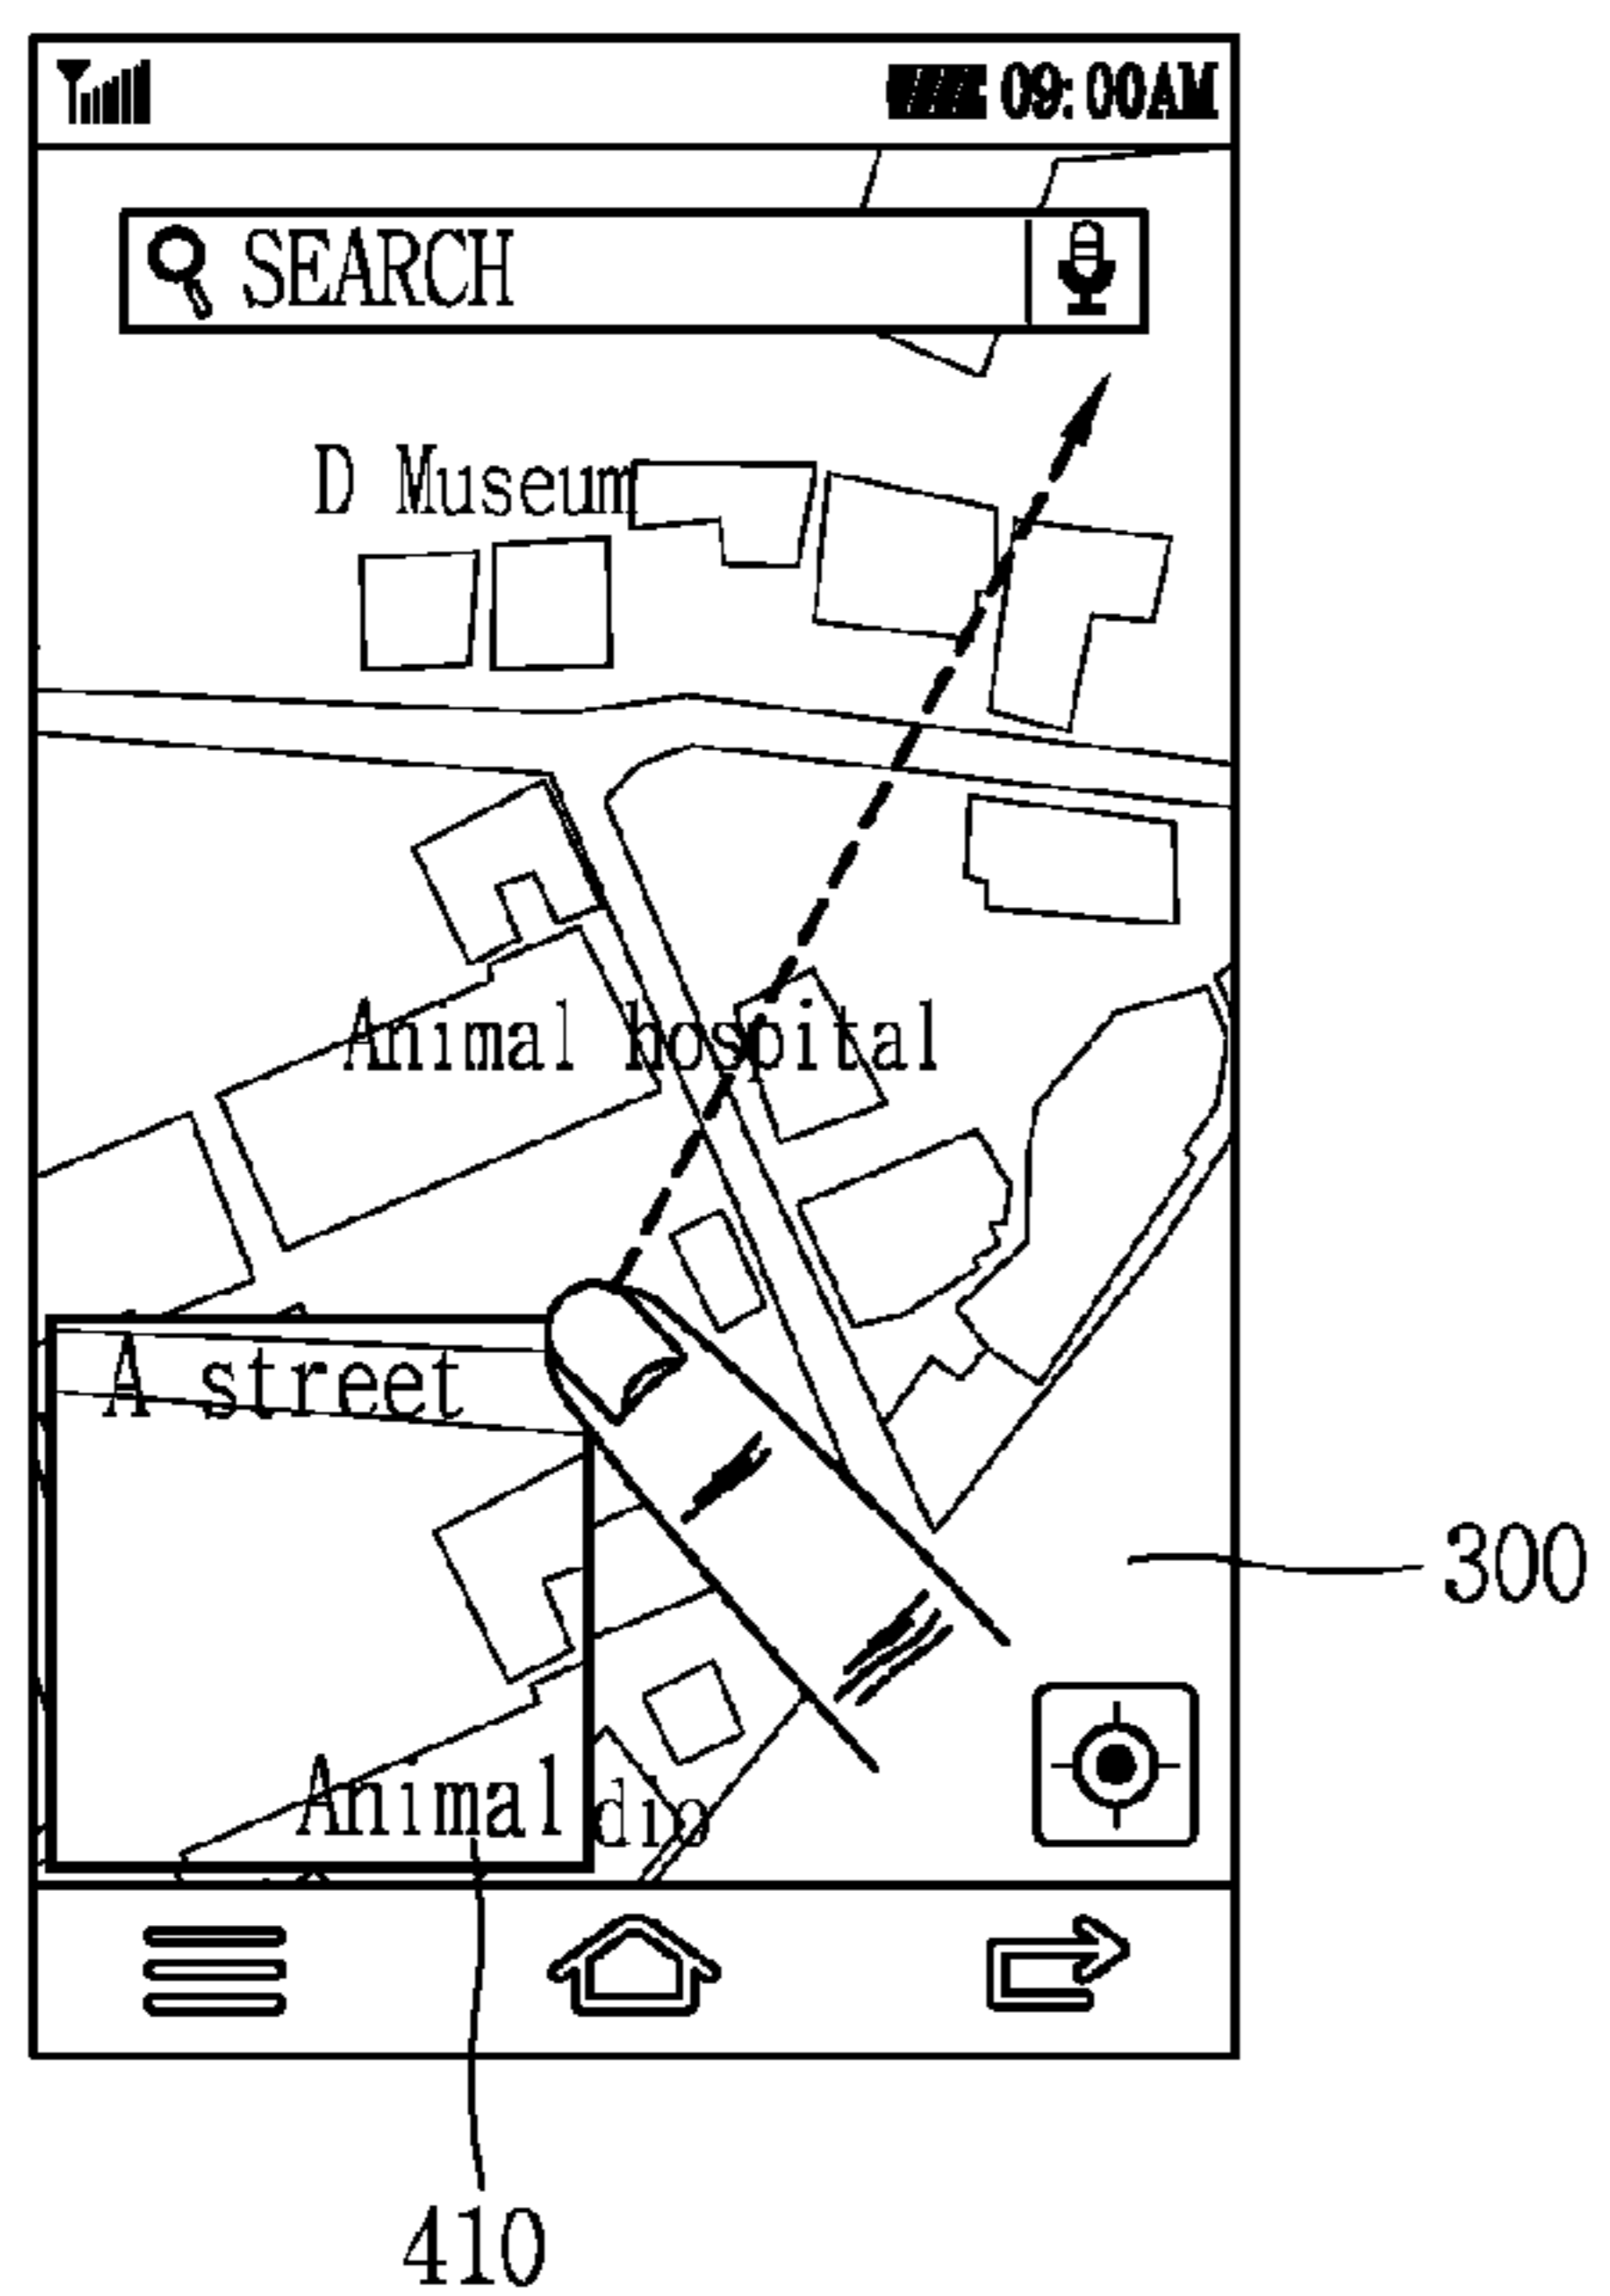 09:00AM
SEARCH
D Museum
Animal hospital
A street
300
Animal
410